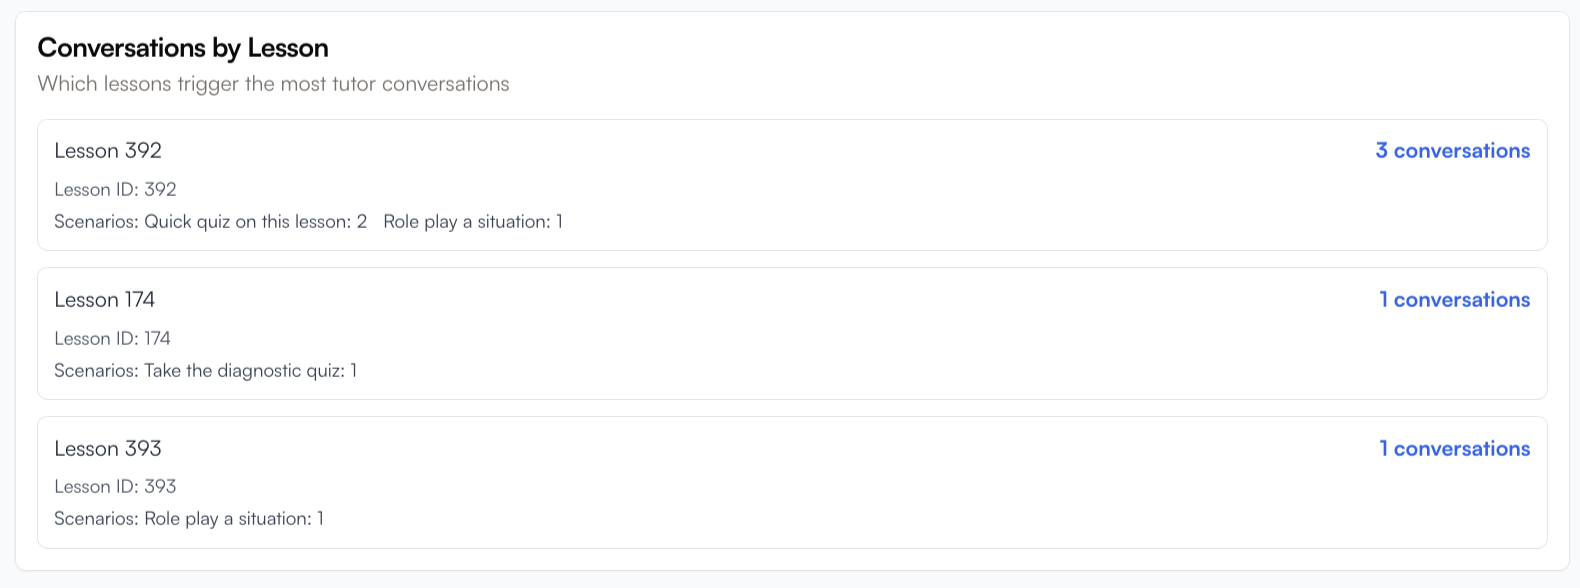 Conversations by Lesson
Which lessons trigger the most tutor conversations
Lesson 392
3 conversations
Lesson ID: 392
Scenarios: Quick quiz on this lesson: 2 Role play a situation: 1
Lesson 174
1 conversations
Lesson ID: 174
Scenarios: Take the diagnostic quiz: 1
Lesson 393
1 conversations
Lesson ID: 393
Scenarios: Role play a situation: 1